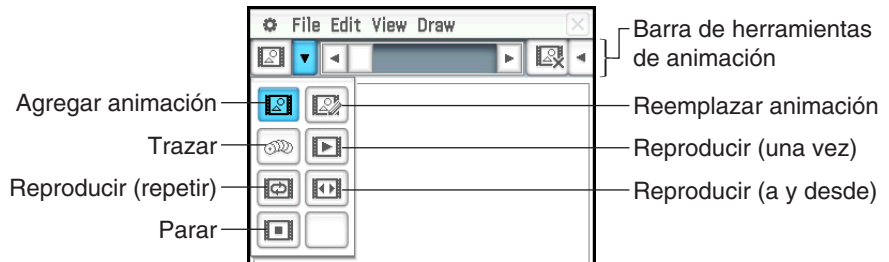 File Edit View Draw
Barra de herramientas
de animación
Agregar animación
Reemplazar animación
Trazar
Reproducir (una vez)
Reproducir (repetir)
Reproducir (a y desde)
Parar